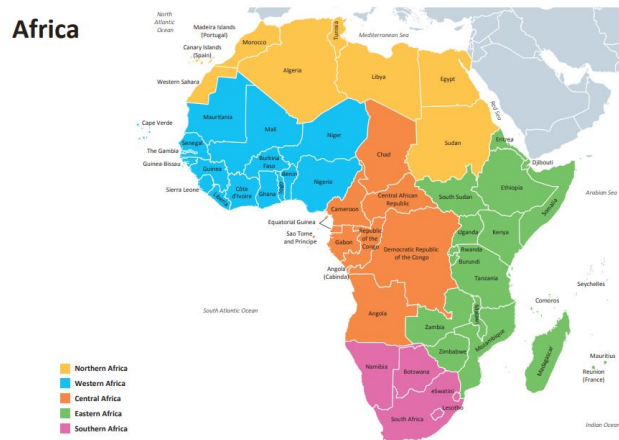 Africa
North
Atlantic
Ocean
Madeira Islands
(Portugal)
Canary Islands
(Spain)
Morocco
Tunisia
Mediterranean Sea
Algeria
Libya
Egypt
Western Sahara
Red Sea
Mauritania
Cape Verde
Mali
Niger
Chad
Sudan
Eritrea
Senegal
The Gambia
Guinea-Bissau
Guinea
Burkina
Faso
Benin
Togo
Djibouti
Sierra Leone
Liberia
Côte
d'Ivoire
Ghana
Nigeria
Central African
Republic
South Sudan
Ethiopia
Somalia
Arabian Sea
Cameroon
Equatorial Guinea
Sao Tome
and Principe
Gabon
Republic
of the
Congo
Democratic Republic
of the Congo
Uganda
Kenya
Rwanda
Burundi
Tanzania
Angola
(Cabinda)
Seychelles
South Atlantic Ocean
Angola
Comoros
Zambia
Malawi
Mozambique
Zimbabwe
Madagascar
Mauritius
Reunion
(France)
Namibia
Botswana
eSwatini
Lesotho
South Africa
Indian Ocean
Northern Africa
Western Africa
Central Africa
Eastern Africa
Southern Africa